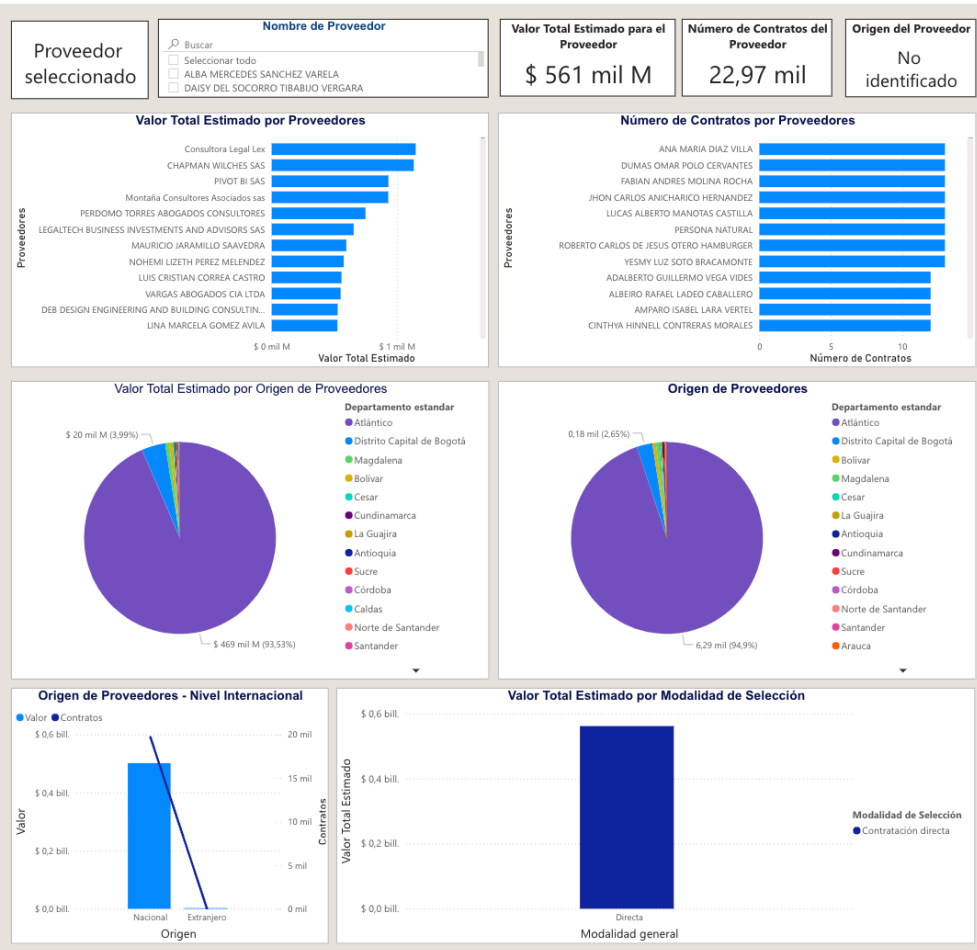 Proveedor
seleccionado
Nombre de Proveedor
Buscar
Seleccionar todo
ALBA MERCEDES SANCHEZ VARELA
DAISY DEL SOCORRO TIBABIJO VERGARA
Valor Total Estimado para el
Proveedor
$ 561 mil M
Número de Contratos del
Proveedor
22,97 mil
Origen del Proveedor
No
identificado
Valor Total Estimado por Proveedores
Proveedores
Consultora Legal Lex
CHAPMAN WILCHES SAS
PIVOT BI SAS
Montaña Consultores Asociados sas
PERDOMO TORRES ABOGADOS CONSULTORES
LEGALTECH BUSINESS INVESTMENTS AND ADVISORS SAS
MAURICIO JARAMILLO SAAVEDRA
NOHEMI LIZETH PEREZ MELENDEZ
LUIS CRISTIAN CORREA CASTRO
VARGAS ABOGADOS CIA LTDA
DEB DESIGN ENGINEERING AND BUILDING CONSULTIN...
LINA MARCELA GOMEZ AVILA
$ 0 mil M $ 1 mil M
Valor Total Estimado
Número de Contratos por Proveedores
Proveedores
ANA MARIA DIAZ VILLA
DUMAS OMAR POLO CERVANTES
FABIAN ANDRES MOLINA ROCHA
JHON CARLOS ANICHARICO HERNANDEZ
LUCAS ALBERTO MANOTAS CASTILLA
PERSONA NATURAL
ROBERTO CARLOS DE JESUS OTERO HAMBURGER
YESMY LUZ SOTO BRACAMONTE
ADALBERTO GUILLERMO VEGA VIDES
ALBEIRO RAFAEL LADEO CABALLERO
AMPARO ISABEL LARA VERTEL
CINTHYA HINNELL CONTRERAS MORALES
0 5 10
Número de Contratos
Valor Total Estimado por Origen de Proveedores
$ 20 mil M (3,99%)
$ 469 mil M (93,53%)
Departamento estandar
Atlántico
Distrito Capital de Bogotá
Magdalena
Bolívar
Cesar
Cundinamarca
La Guajira
Antioquia
Sucre
Córdoba
Caldas
Norte de Santander
Santander
Origen de Proveedores
0,18 mil (2,65%)
6,29 mil (94,9%)
Departamento estandar
Atlántico
Distrito Capital de Bogotá
Bolívar
Magdalena
Cesar
La Guajira
Antioquia
Cundinamarca
Sucre
Córdoba
Norte de Santander
Santander
Arauca
Origen de Proveedores - Nivel Internacional
Valor Contratos
Valor
$ 0,6 bill.
$ 0,4 bill.
$ 0,2 bill.
$ 0,0 bill.
20 mil
15 mil
10 mil
5 mil
0 mil
Contratos
Nacional Extranjero
Origen
Valor Total Estimado por Modalidad de Selección
Valor Total Estimado
$ 0,6 bill.
$ 0,4 bill.
$ 0,2 bill.
$ 0,0 bill.
Directa
Modalidad general
Modalidad de Selección
Contratación directa